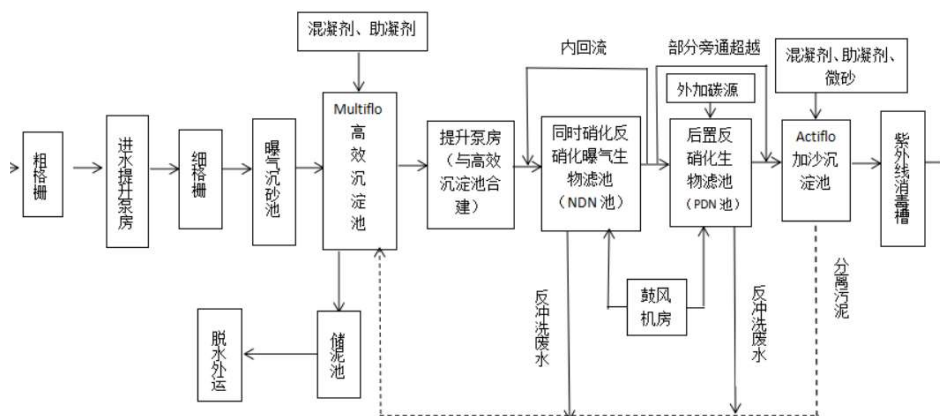 混凝剂、助凝剂
内回流
部分旁通超越
混凝剂、助凝剂、
微砂
外加碳源
粗格栅
进水提升泵房
细格栅
曝气沉砂池
Multiflo
高
效
沉
淀
池
提升泵房
（与高效
沉淀池合
建）
同时硝化反
硝化曝气生
物滤池
（NDN 池）
后置反
硝化生
物滤池
（PDN 池）
Actiflo
加沙沉
淀池
紫外线消毒槽
脱水外运
储泥池
反冲洗废水
鼓风
机房
反冲洗废水
分离污泥